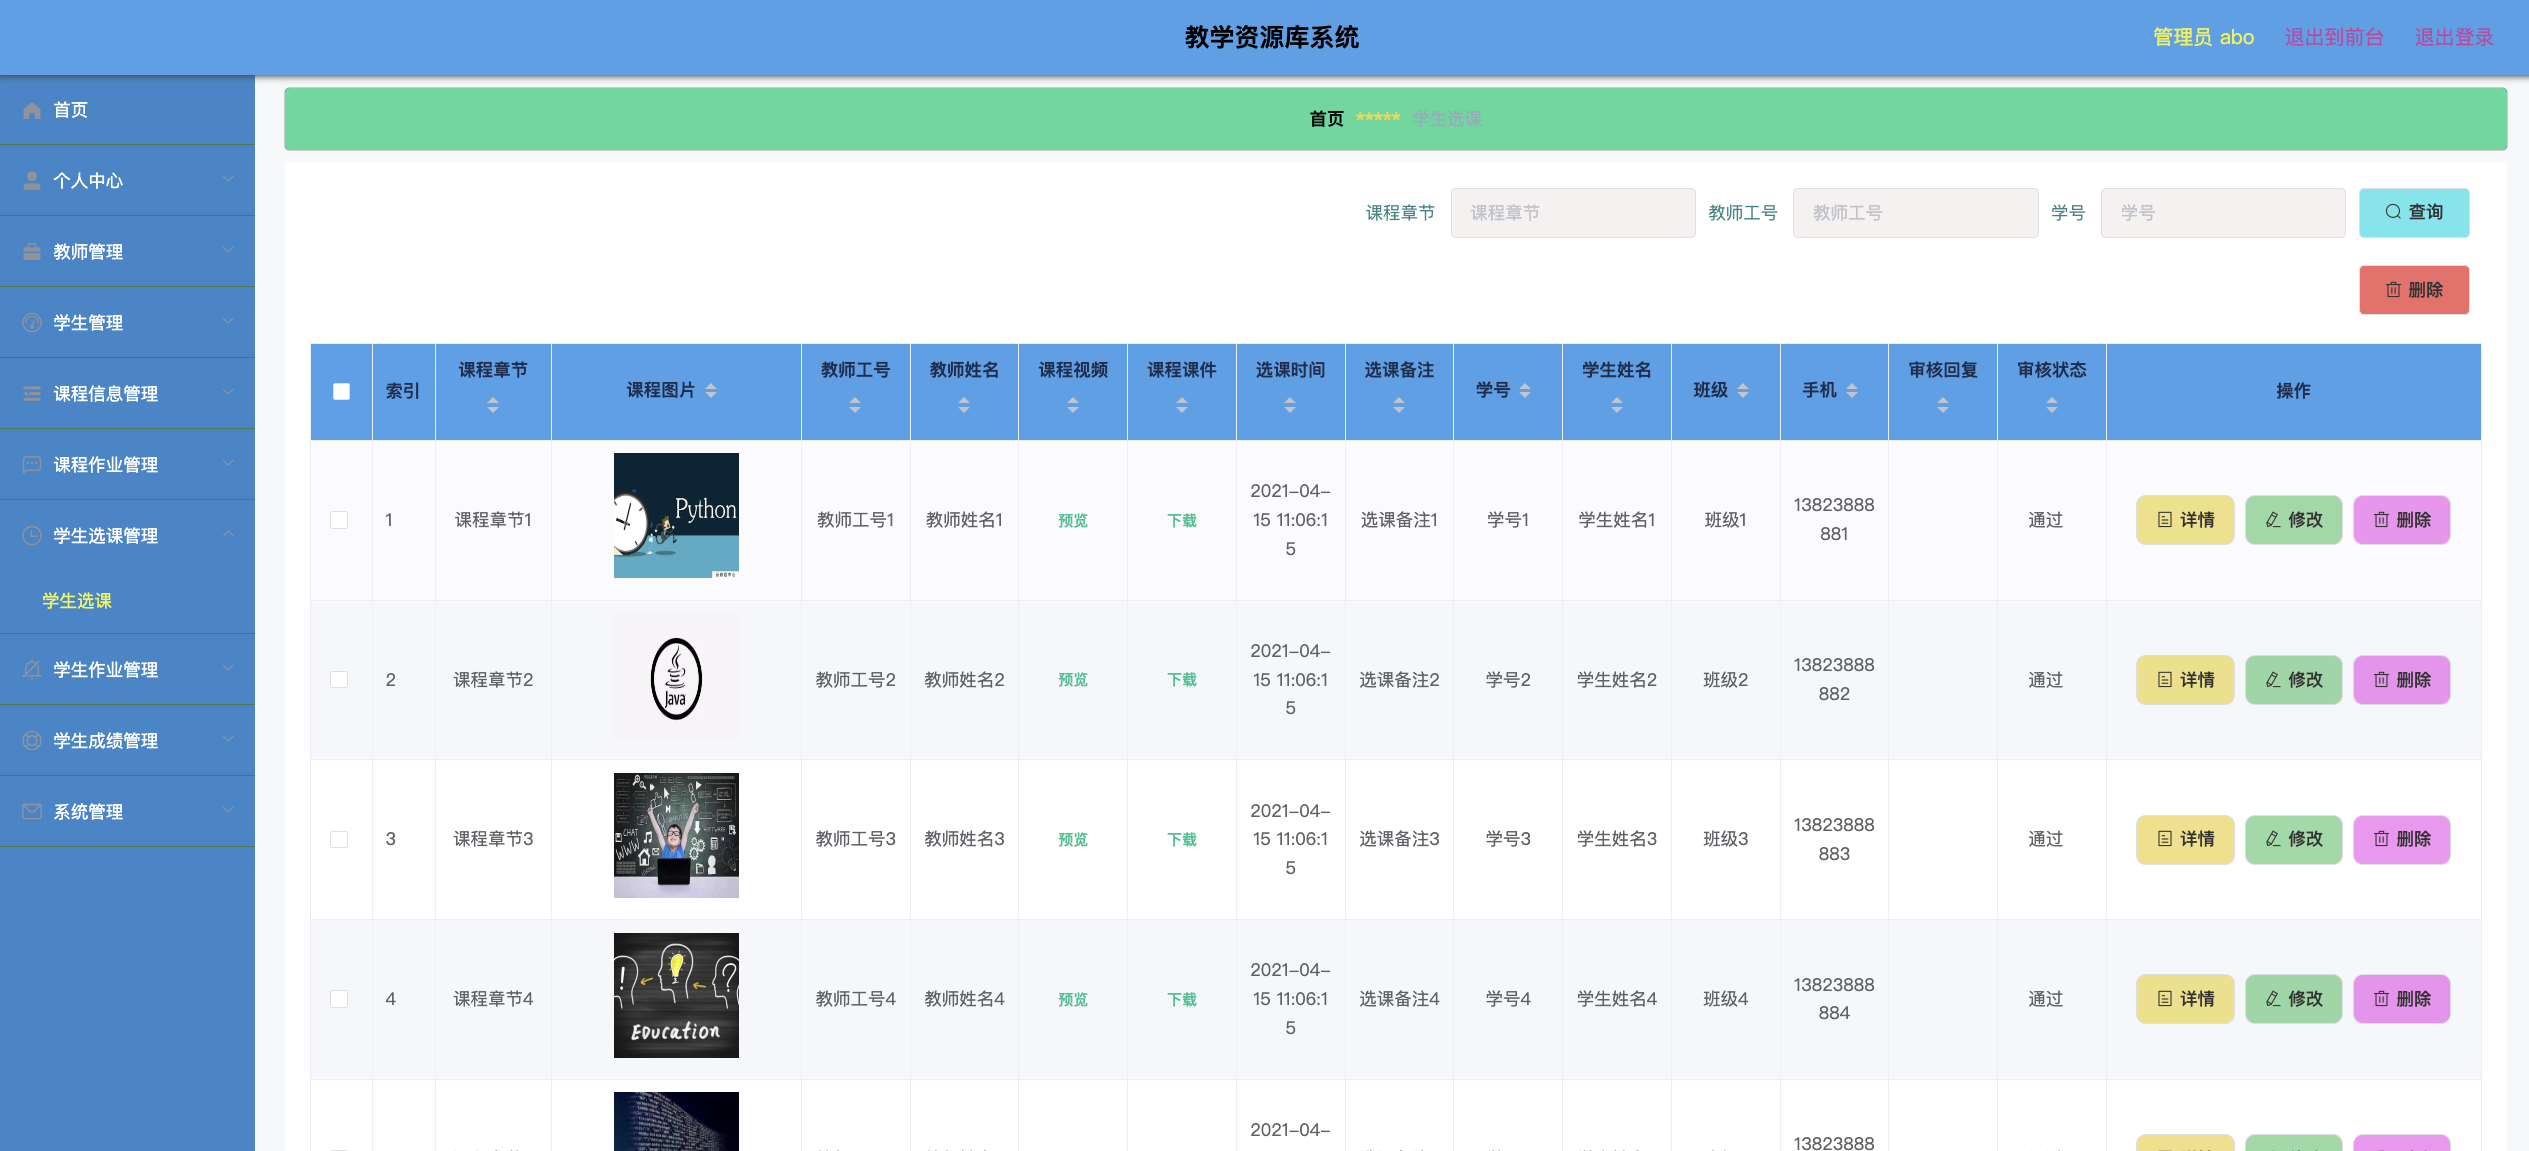 教学资源库系统
管理员 abo 退出到前台 退出登录
首页
个人中心
教师管理
学生管理
课程信息管理
课程作业管理
学生选课管理
学生选课
学生作业管理
学生成绩管理
系统管理
首页 ***** 学生选课
课程章节 课程章节 教师工号 教师工号 学号 学号 查询
删除
索引 课程章节 课程图片 教师工号 教师姓名 课程视频 课程课件 选课时间 选课备注 学号 学生姓名 班级 手机 审核回复 审核状态 操作
Python
1 课程章节1 教师工号1 教师姓名1 预览 下载 2021-04-15 11:06:15 选课备注1 学号1 学生姓名1 班级1 13823888881 通过 详情 修改 删除
Java
2 课程章节2 教师工号2 教师姓名2 预览 下载 2021-04-15 11:06:15 选课备注2 学号2 学生姓名2 班级2 13823888882 通过 详情 修改 删除
CHAT
SOFTWARE
WWW
3 课程章节3 教师工号3 教师姓名3 预览 下载 2021-04-15 11:06:15 选课备注3 学号3 学生姓名3 班级3 13823888883 通过 详情 修改 删除
Education
4 课程章节4 教师工号4 教师姓名4 预览 下载 2021-04-15 11:06:15 选课备注4 学号4 学生姓名4 班级4 13823888884 通过 详情 修改 删除
2021-04-
13823888